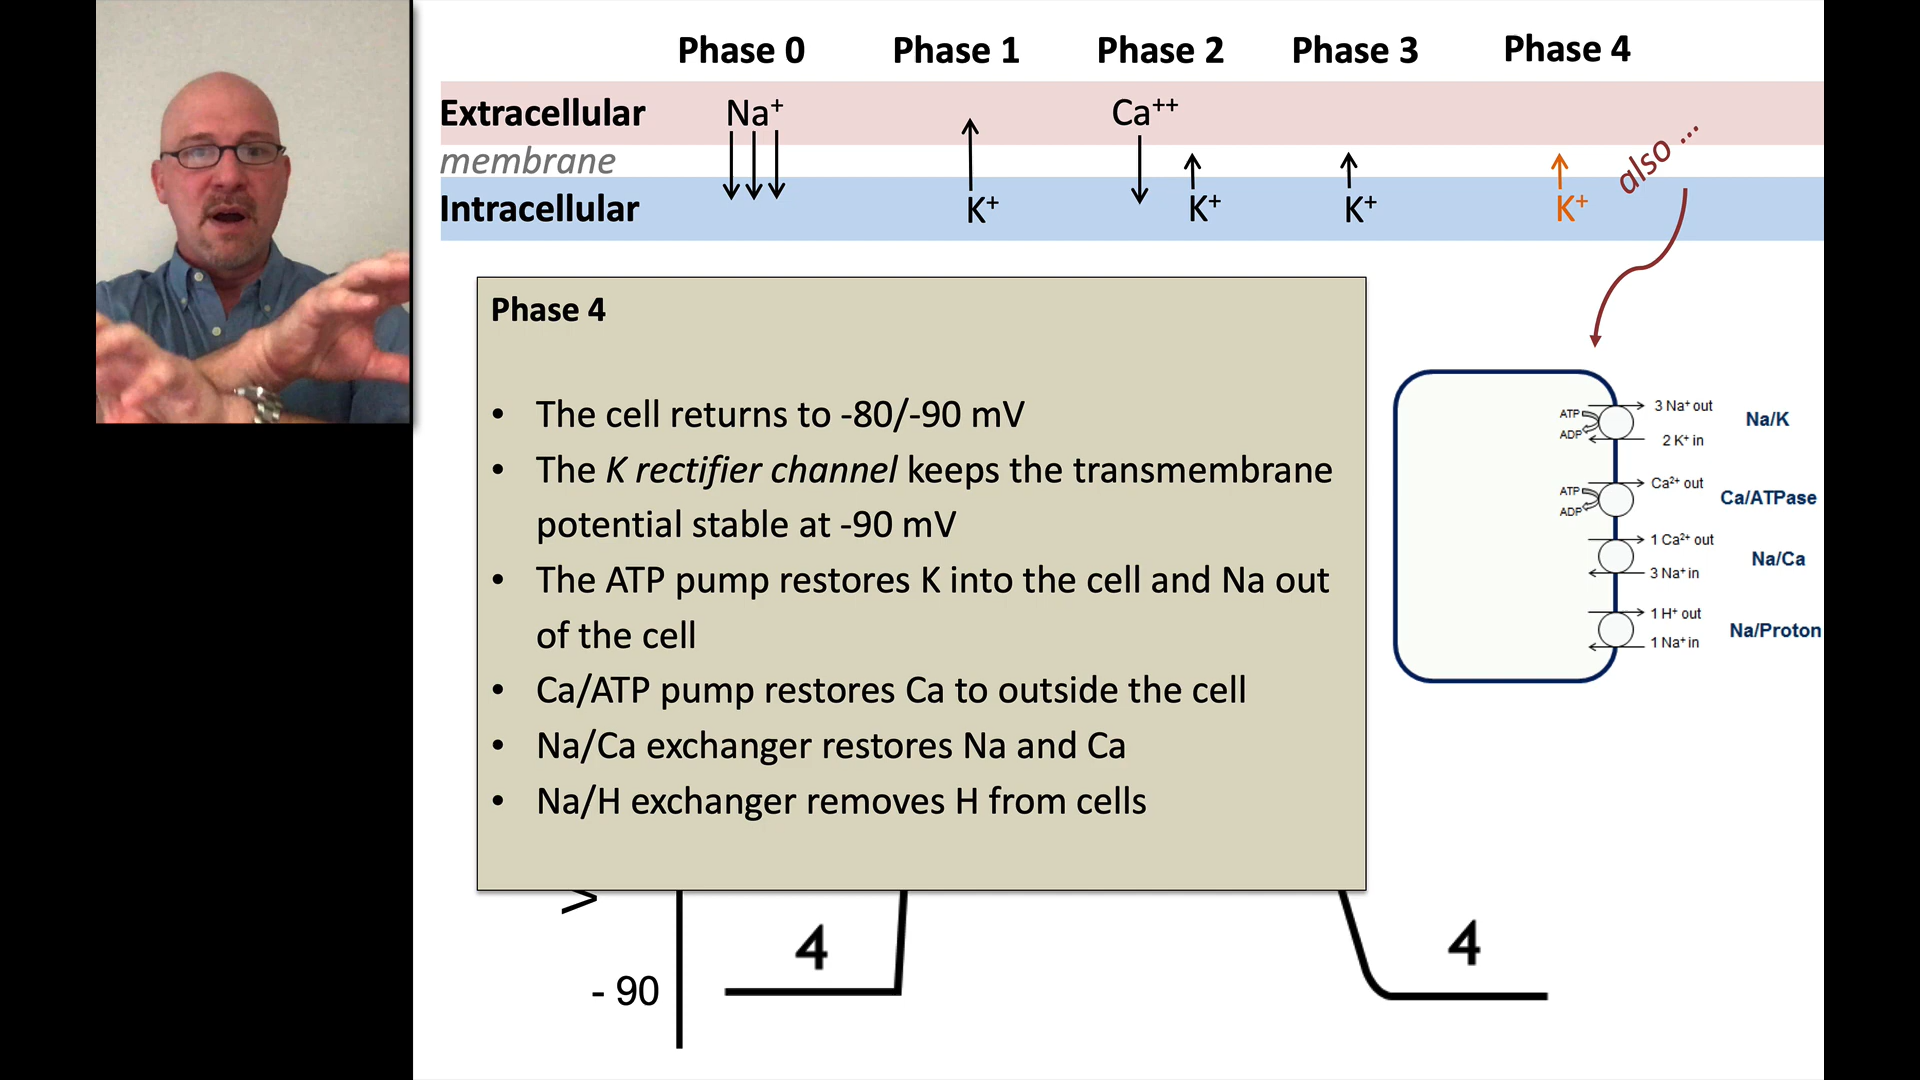 Phase 0 Phase 1 Phase 2 Phase 3 Phase 4
Extracellular Na⁺ Ca⁺⁺
membrane
also ...
Intracellular K⁺ K⁺ K⁺ K⁺
Phase 4
• The cell returns to -80/-90 mV
• The K rectifier channel keeps the transmembrane
potential stable at -90 mV
• The ATP pump restores K into the cell and Na out
of the cell
• Ca/ATP pump restores Ca to outside the cell
• Na/Ca exchanger restores Na and Ca
• Na/H exchanger removes H from cells
ATP 3 Na⁺ out Na/K
ADP 2 K⁺ in
ATP Ca²⁺ out Ca/ATPase
ADP
1 Ca²⁺ out Na/Ca
3 Na⁺ in
1 H⁺ out Na/Proton
1 Na⁺ in
4 4
- 90